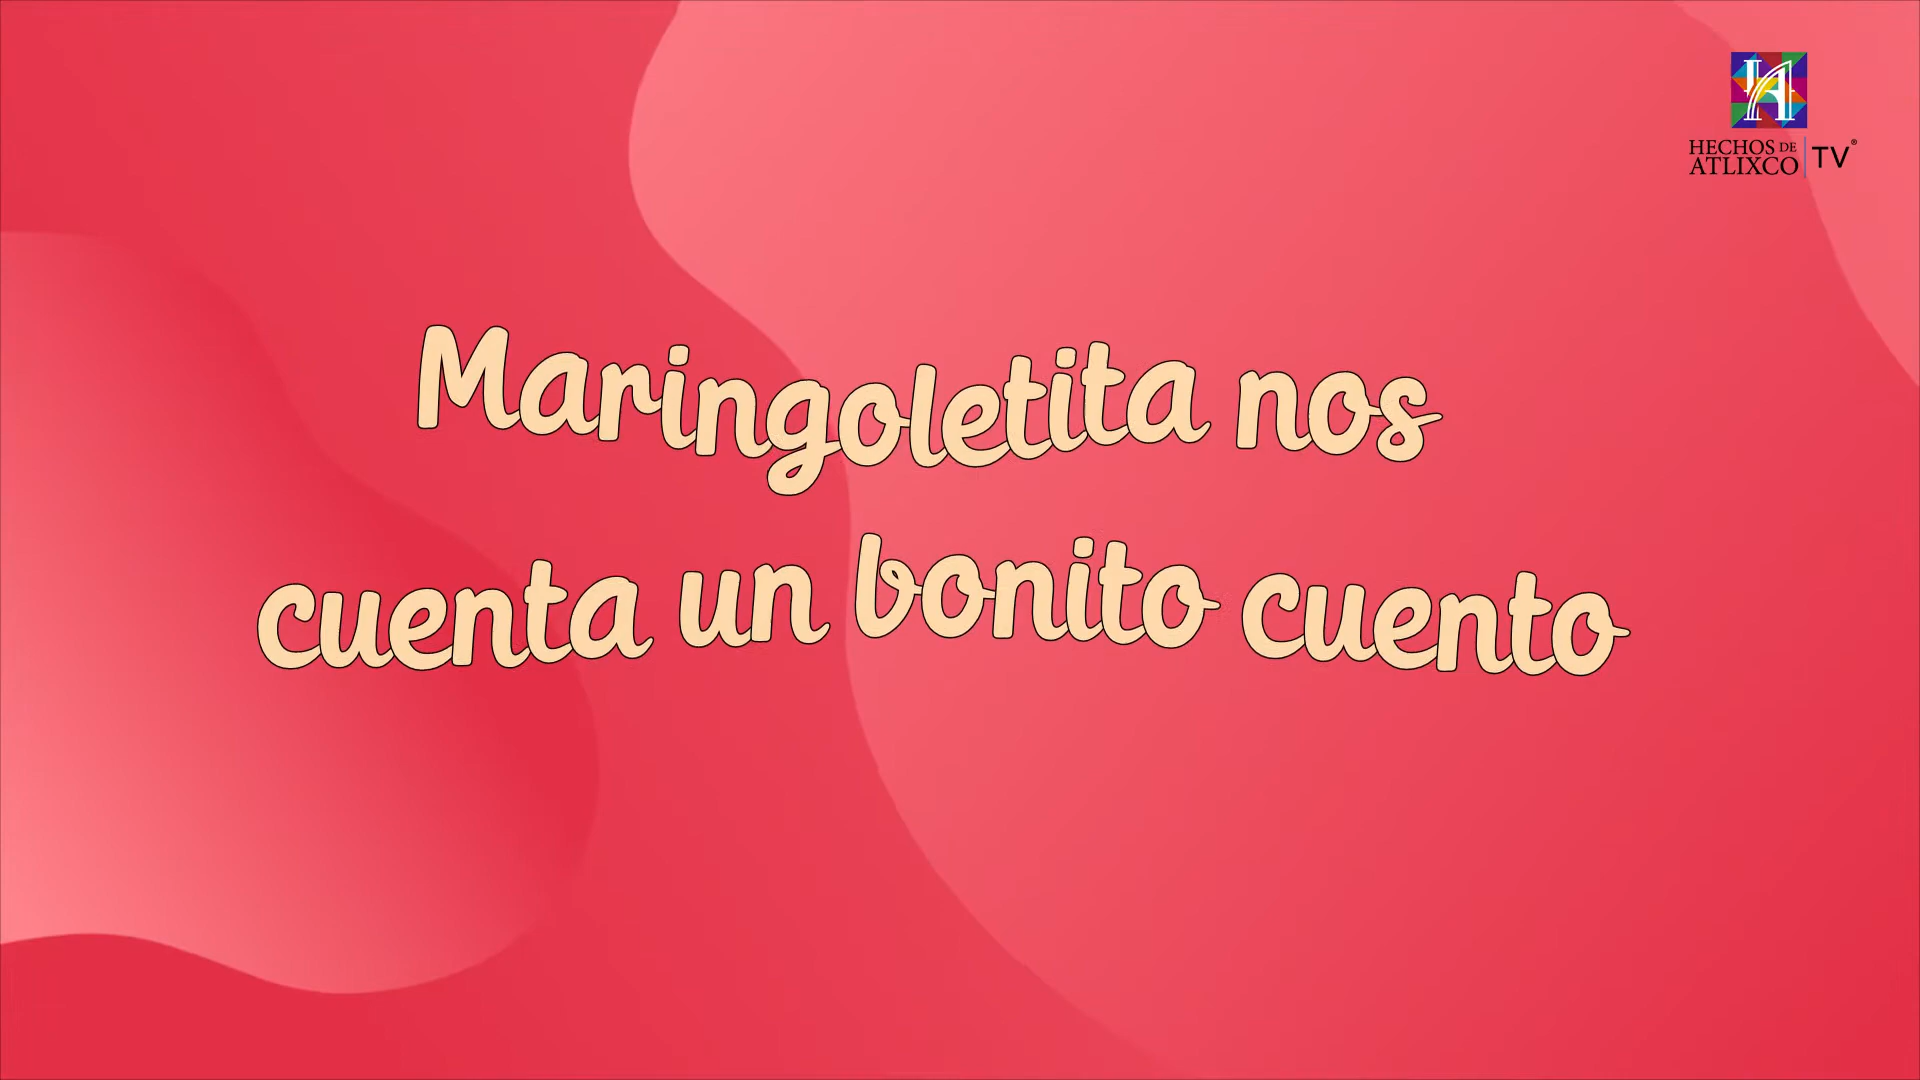 HECHOS DE
ATLIXCO TV®
Maringoletita nos
cuenta un bonito cuento